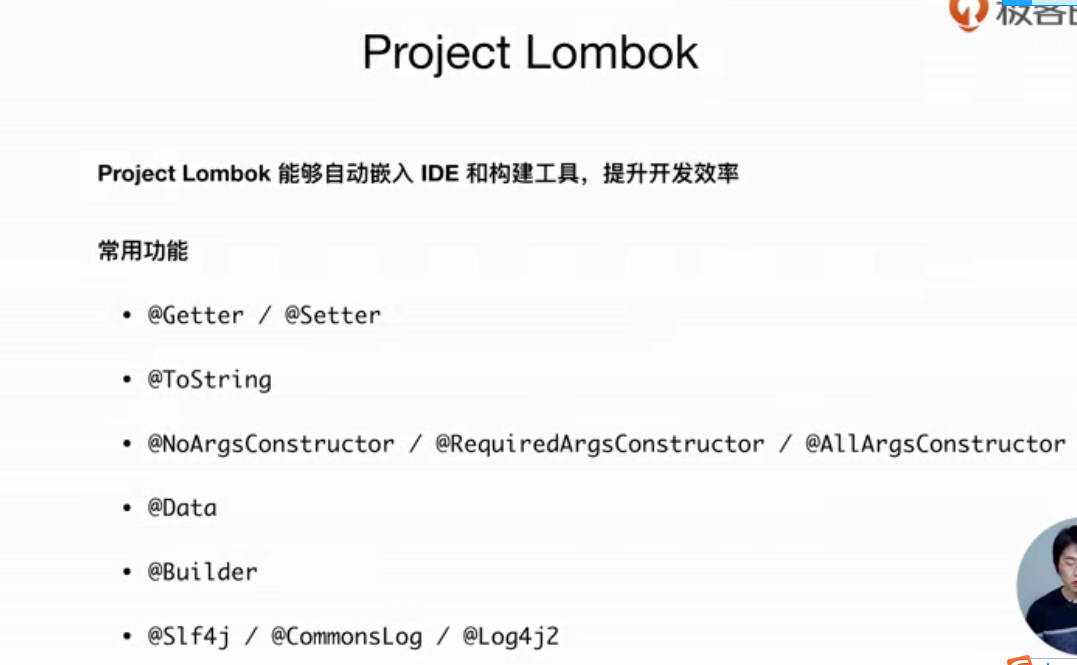 极客
Project Lombok
Project Lombok 能够自动嵌入 IDE 和构建工具，提升开发效率
常用功能
• @Getter / @Setter
• @ToString
• @NoArgsConstructor / @RequiredArgsConstructor / @AllArgsConstructor
• @Data
• @Builder
• @Slf4j / @CommonsLog / @Log4j2